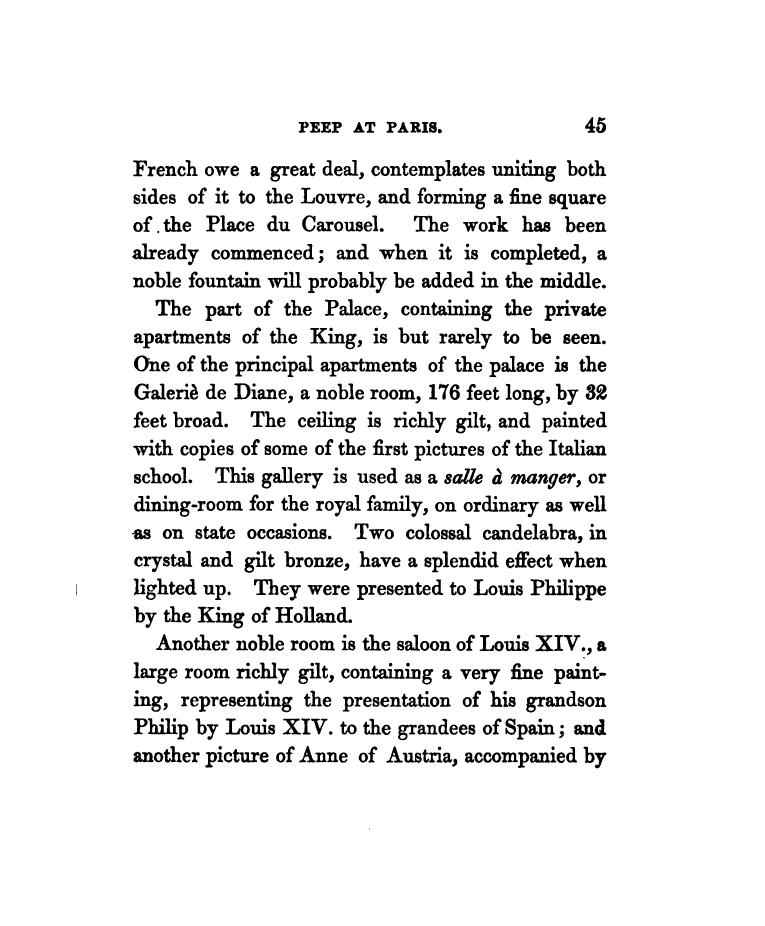 PEEP AT PARIS. 45
French owe a great deal, contemplates uniting both
sides of it to the Louvre, and forming a fine square
of the Place du Carousel. The work has been
already commenced; and when it is completed, a
noble fountain will probably be added in the middle.
The part of the Palace, containing the private
apartments of the King, is but rarely to be seen.
One of the principal apartments of the palace is the
Galeriè de Diane, a noble room, 176 feet long, by 32
feet broad. The ceiling is richly gilt, and painted
with copies of some of the first pictures of the Italian
school. This gallery is used as a salle à manger, or
dining-room for the royal family, on ordinary as well
as on state occasions. Two colossal candelabra, in
crystal and gilt bronze, have a splendid effect when
lighted up. They were presented to Louis Philippe
by the King of Holland.
Another noble room is the saloon of Louis XIV., a
large room richly gilt, containing a very fine paint-
ing, representing the presentation of his grandson
Philip by Louis XIV. to the grandees of Spain; and
another picture of Anne of Austria, accompanied by